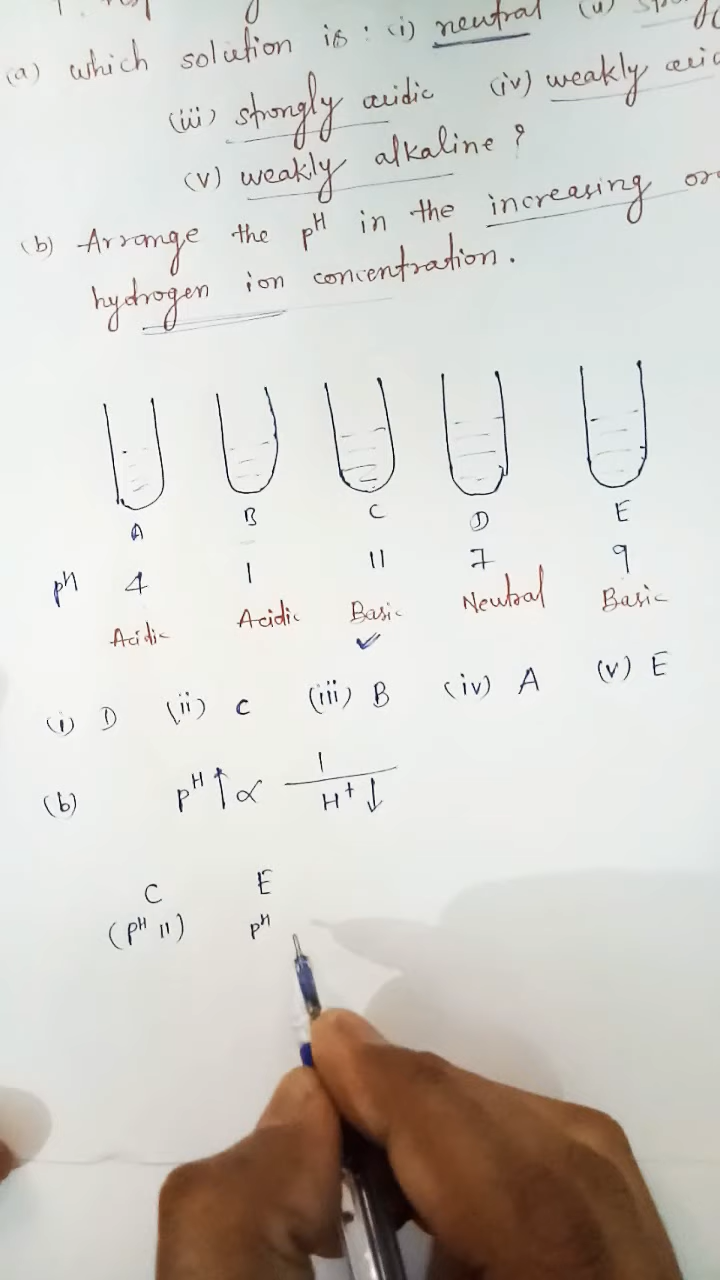 (a) which solution is : (i) neutral (ii)
(iii) strongly acidic (iv) weakly
(v) weakly alkaline ?
(b) Arrange the pH in the increasing
hydrogen ion concentration.
A B C D E
pH 4 1 11 7 9
Acidic Acidic Basic Neutral Basic
(i) D (ii) C (iii) B (iv) A (v) E
(b) pH ↑ ∝ 1 / H+ ↓
C E
(pH 11) pH